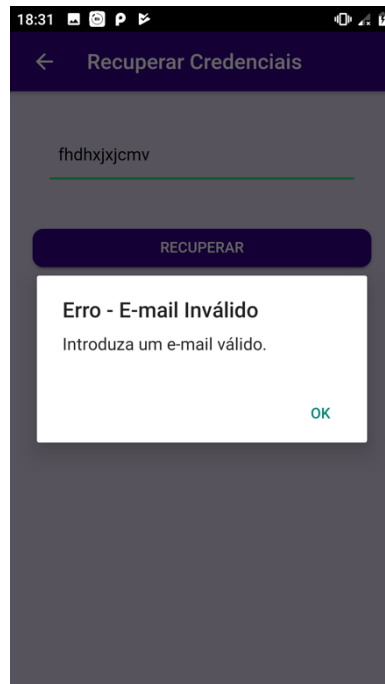 18:31
Recuperar Credenciais
fhdhxjxjcmv
RECUPERAR
Erro - E-mail Inválido
Introduza um e-mail válido.
OK